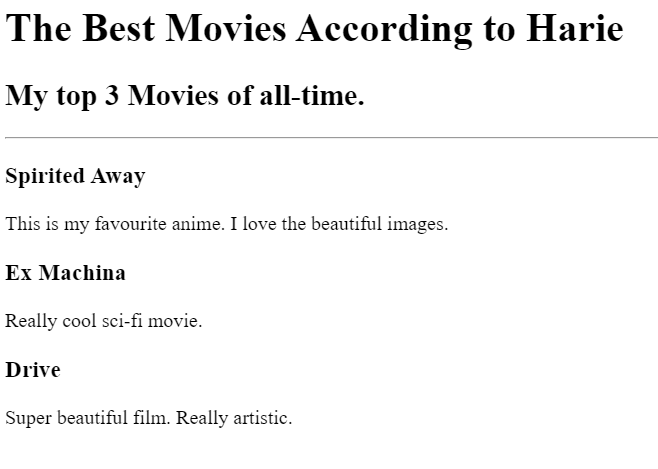 The Best Movies According to Harie
My top 3 Movies of all-time.
Spirited Away
This is my favourite anime. I love the beautiful images.
Ex Machina
Really cool sci-fi movie.
Drive
Super beautiful film. Really artistic.